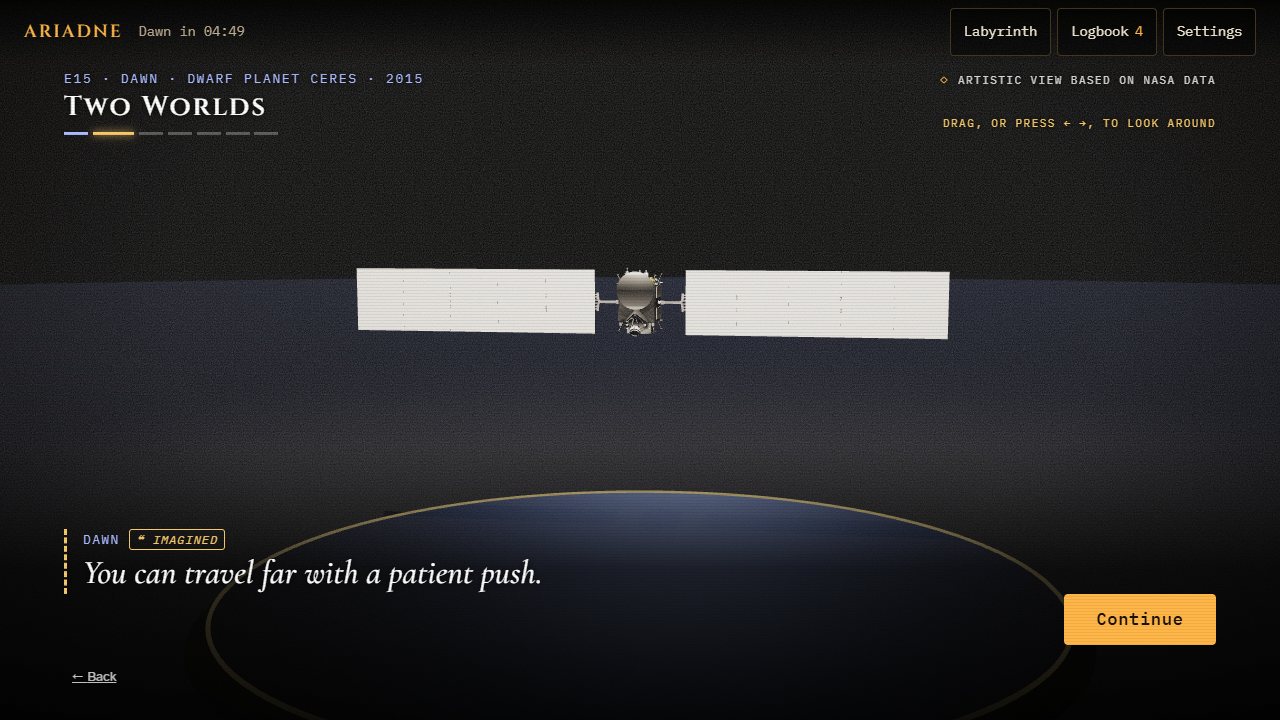 ARIADNE Dawn in 04:49
Labyrinth
Logbook 4
Settings
E15 · DAWN · DWARF PLANET CERES · 2015
Two Worlds
◇ ARTISTIC VIEW BASED ON NASA DATA
DRAG, OR PRESS ← →, TO LOOK AROUND
DAWN ❝ IMAGINED
You can travel far with a patient push.
Continue
← Back